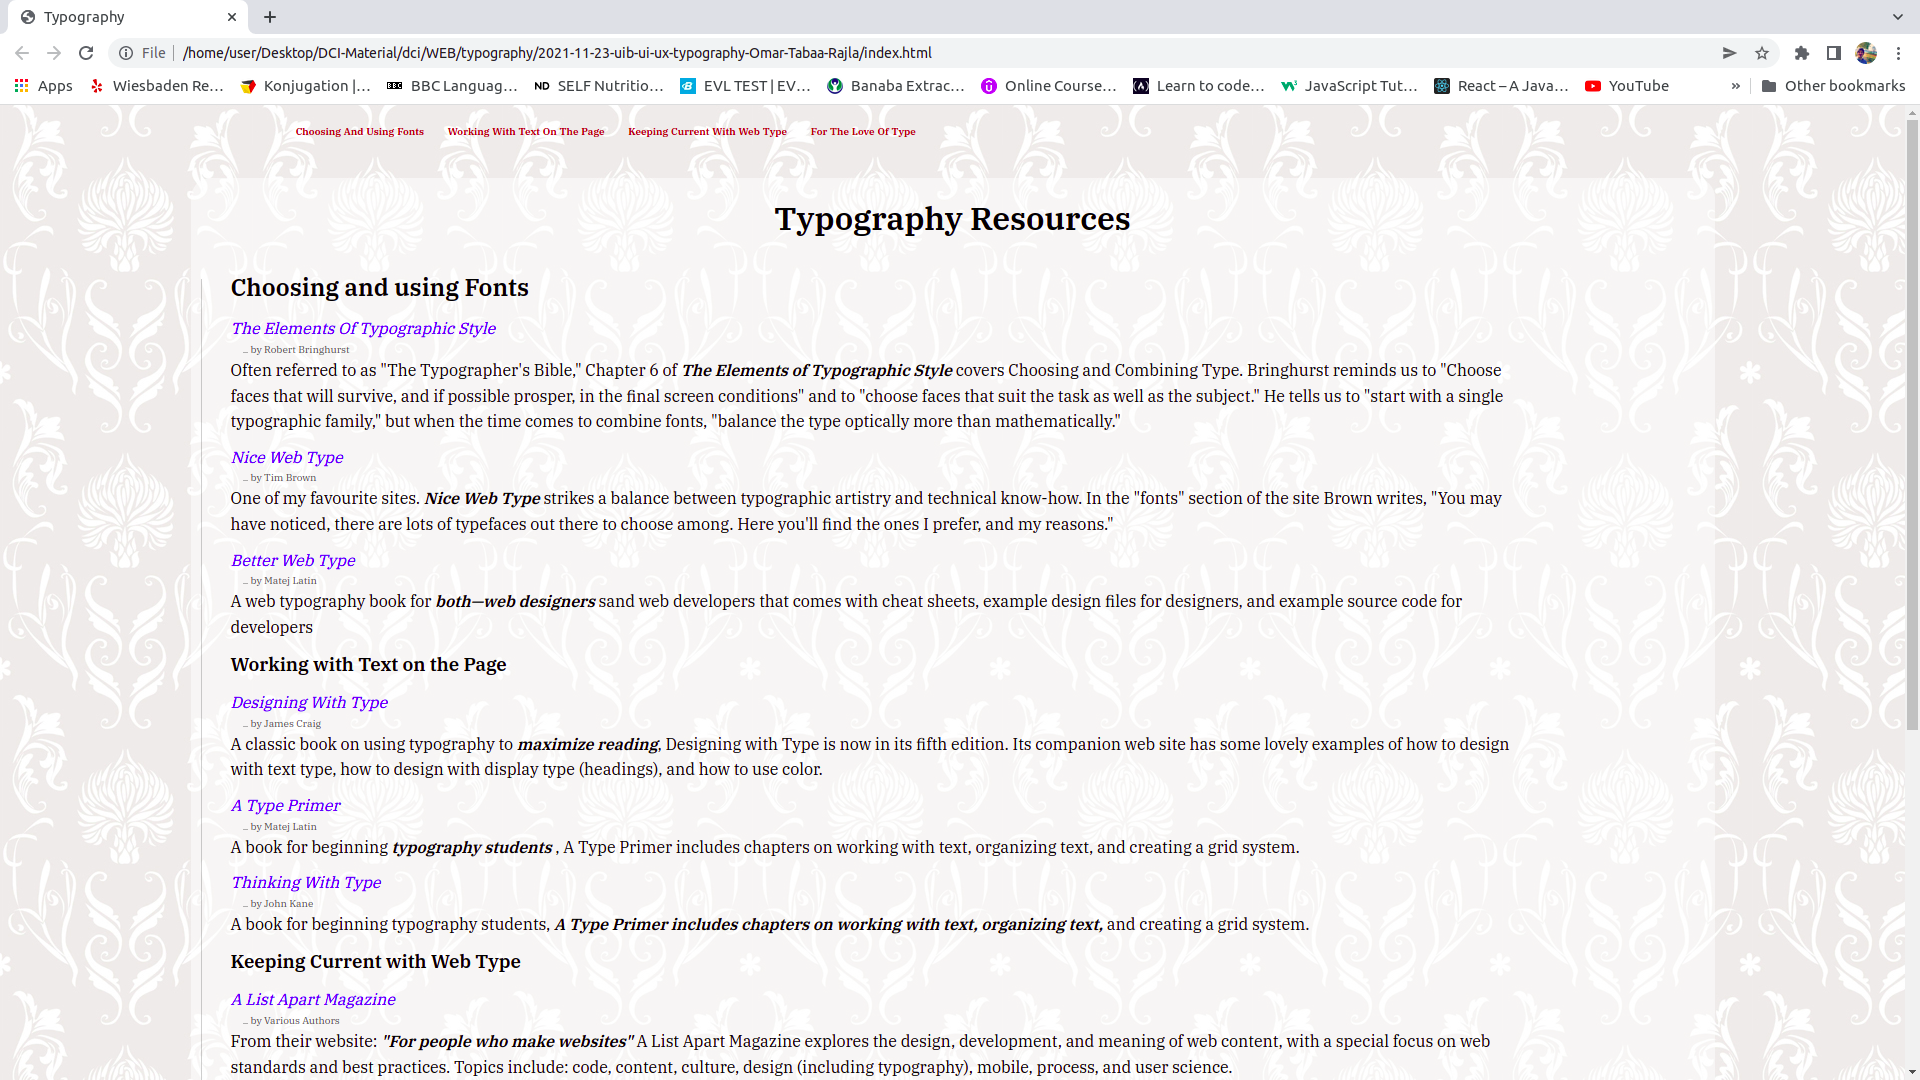 Typography
File
/home/user/Desktop/DCI-Material/dci/WEB/typography/2021-11-23-uib-ui-ux-typography-Omar-Tabaa-Rajla/index.html
Apps Wiesbaden Re... Konjugation |... BBC Languag... SELF Nutritio... EVL TEST | EV... Banaba Extrac... Online Course... Learn to code... JavaScript Tut... React – A Java... YouTube » Other bookmarks
Choosing And Using Fonts Working With Text On The Page Keeping Current With Web Type For The Love Of Type
Typography Resources
Choosing and using Fonts
The Elements Of Typographic Style
... by Robert Bringhurst
Often referred to as "The Typographer's Bible," Chapter 6 of The Elements of Typographic Style covers Choosing and Combining Type. Bringhurst reminds us to "Choose
faces that will survive, and if possible prosper, in the final screen conditions" and to "choose faces that suit the task as well as the subject." He tells us to "start with a single
typographic family," but when the time comes to combine fonts, "balance the type optically more than mathematically."
Nice Web Type
... by Tim Brown
One of my favourite sites. Nice Web Type strikes a balance between typographic artistry and technical know-how. In the "fonts" section of the site Brown writes, "You may
have noticed, there are lots of typefaces out there to choose among. Here you'll find the ones I prefer, and my reasons."
Better Web Type
... by Matej Latin
A web typography book for both—web designers sand web developers that comes with cheat sheets, example design files for designers, and example source code for
developers
Working with Text on the Page
Designing With Type
... by James Craig
A classic book on using typography to maximize reading, Designing with Type is now in its fifth edition. Its companion web site has some lovely examples of how to design
with text type, how to design with display type (headings), and how to use color.
A Type Primer
... by Matej Latin
A book for beginning typography students , A Type Primer includes chapters on working with text, organizing text, and creating a grid system.
Thinking With Type
... by John Kane
A book for beginning typography students, A Type Primer includes chapters on working with text, organizing text, and creating a grid system.
Keeping Current with Web Type
A List Apart Magazine
... by Various Authors
From their website: "For people who make websites" A List Apart Magazine explores the design, development, and meaning of web content, with a special focus on web
standards and best practices. Topics include: code, content, culture, design (including typography), mobile, process, and user science.